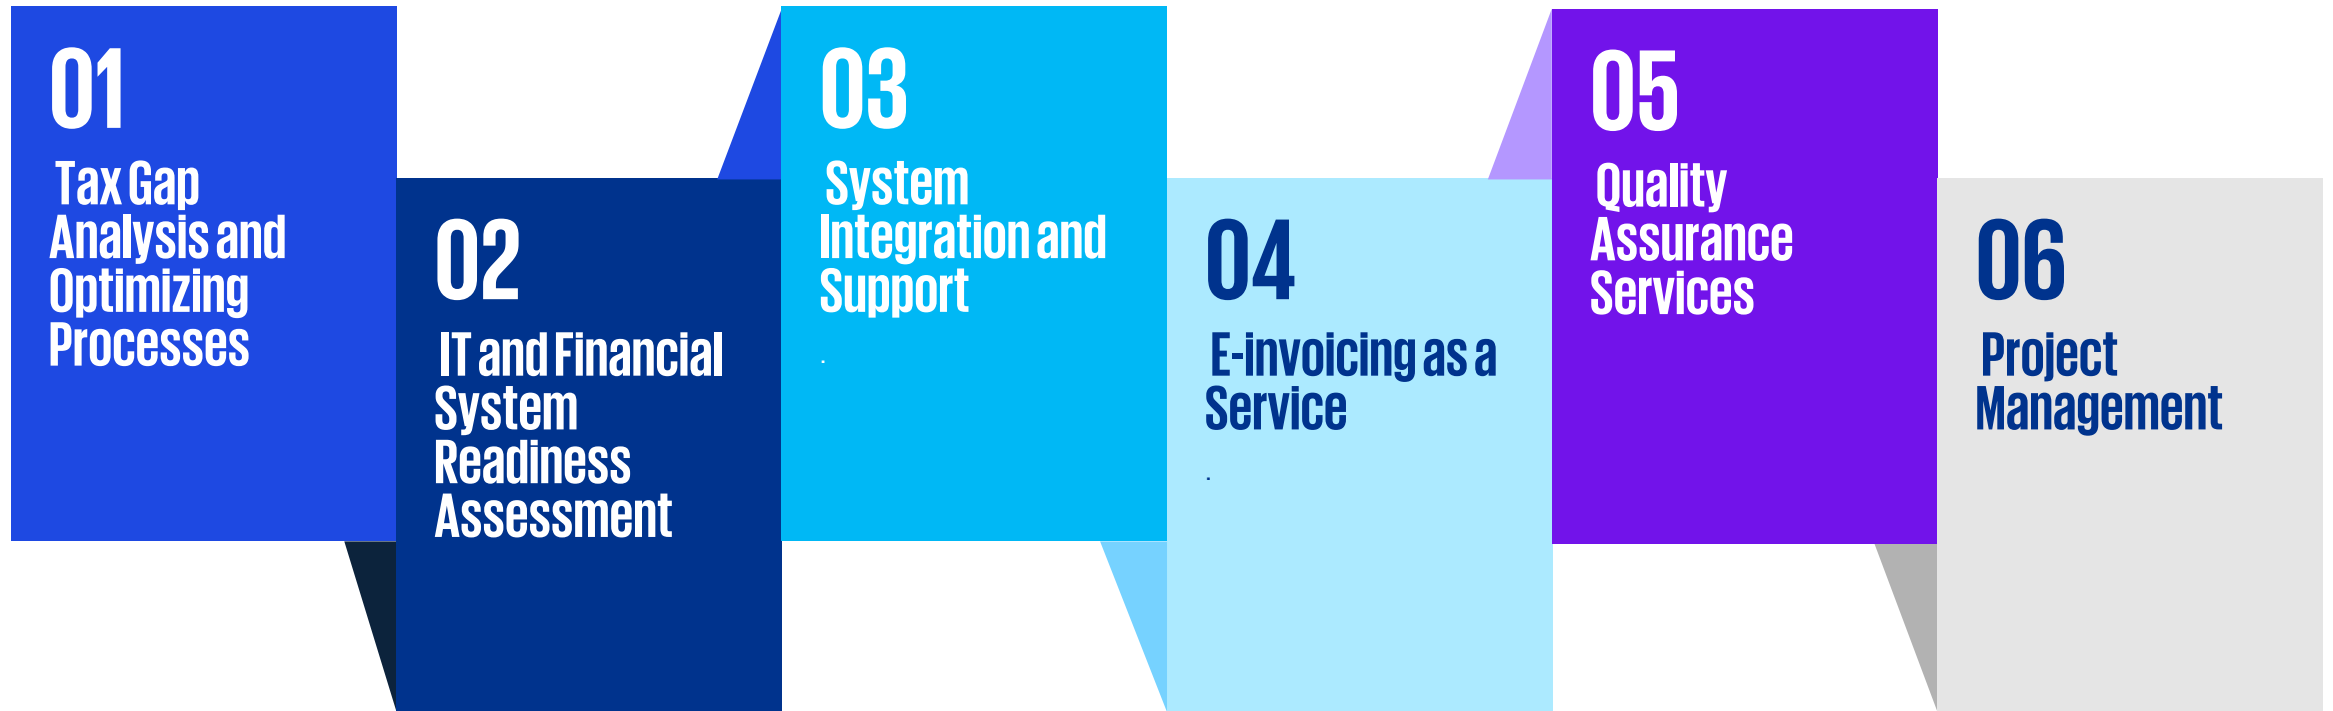 01
Tax Gap
Analysis and
Optimizing
Processes
02
IT and Financial
System
Readiness
Assessment
03
System
Integration and
Support
.
04
E-invoicing as a
Service
.
05
Quality
Assurance
Services
06
Project
Management